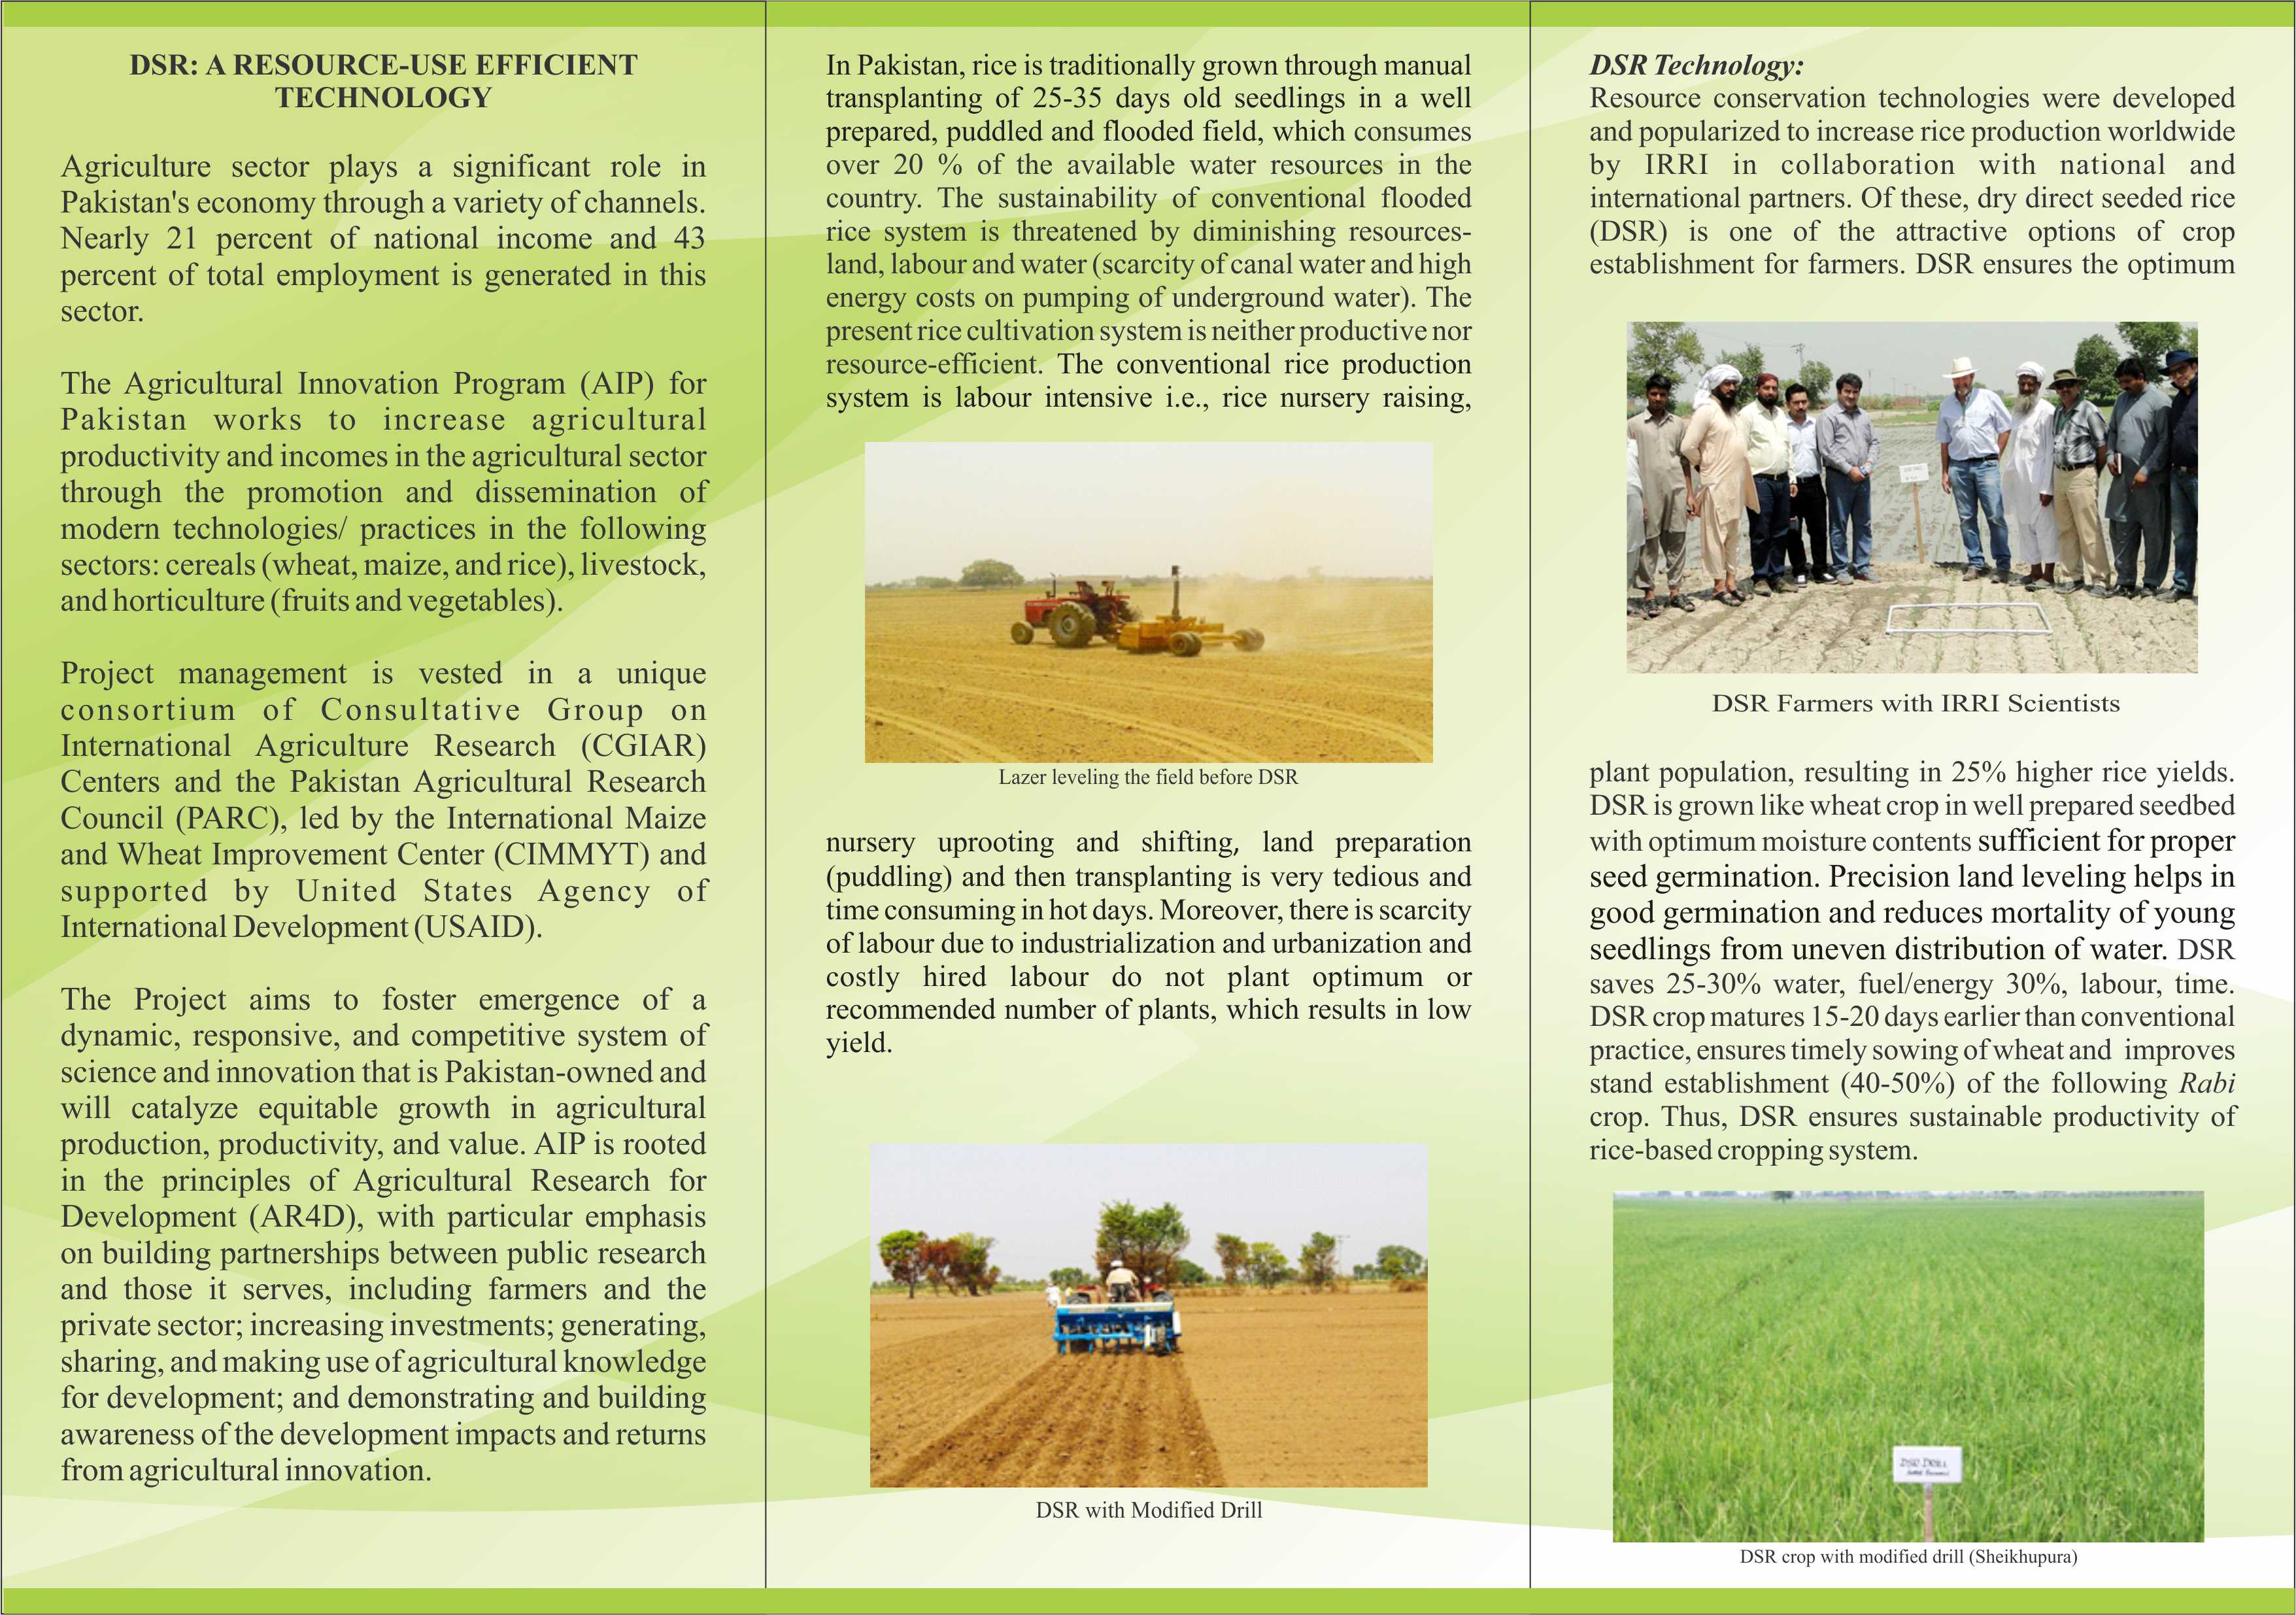 DSR: A RESOURCE-USE EFFICIENT
TECHNOLOGY
Agriculture sector plays a significant role in
Pakistan's economy through a variety of channels.
Nearly 21 percent of national income and 43
percent of total employment is generated in this
sector.
The Agricultural Innovation Program (AIP) for
Pakistan works to increase agricultural
productivity and incomes in the agricultural sector
through the promotion and dissemination of
modern technologies/ practices in the following
sectors: cereals (wheat, maize, and rice), livestock,
and horticulture (fruits and vegetables).
Project management is vested in a unique
consortium of Consultative Group on
International Agriculture Research (CGIAR)
Centers and the Pakistan Agricultural Research
Council (PARC), led by the International Maize
and Wheat Improvement Center (CIMMYT) and
supported by United States Agency of
International Development (USAID).
The Project aims to foster emergence of a
dynamic, responsive, and competitive system of
science and innovation that is Pakistan-owned and
will catalyze equitable growth in agricultural
production, productivity, and value. AIP is rooted
in the principles of Agricultural Research for
Development (AR4D), with particular emphasis
on building partnerships between public research
and those it serves, including farmers and the
private sector; increasing investments; generating,
sharing, and making use of agricultural knowledge
for development; and demonstrating and building
awareness of the development impacts and returns
from agricultural innovation.
In Pakistan, rice is traditionally grown through manual
transplanting of 25-35 days old seedlings in a well
prepared, puddled and flooded field, which consumes
over 20 % of the available water resources in the
country. The sustainability of conventional flooded
rice system is threatened by diminishing resources-
land, labour and water (scarcity of canal water and high
energy costs on pumping of underground water). The
present rice cultivation system is neither productive nor
resource-efficient. The conventional rice production
system is labour intensive i.e., rice nursery raising,
Lazer leveling the field before DSR
nursery uprooting and shifting, land preparation
(puddling) and then transplanting is very tedious and
time consuming in hot days. Moreover, there is scarcity
of labour due to industrialization and urbanization and
costly hired labour do not plant optimum or
recommended number of plants, which results in low
yield.
DSR with Modified Drill
DSR Technology:
Resource conservation technologies were developed
and popularized to increase rice production worldwide
by IRRI in collaboration with national and
international partners. Of these, dry direct seeded rice
(DSR) is one of the attractive options of crop
establishment for farmers. DSR ensures the optimum
DSR Farmers with IRRI Scientists
plant population, resulting in 25% higher rice yields.
DSR is grown like wheat crop in well prepared seedbed
with optimum moisture contents sufficient for proper
seed germination. Precision land leveling helps in
good germination and reduces mortality of young
seedlings from uneven distribution of water. DSR
saves 25-30% water, fuel/energy 30%, labour, time.
DSR crop matures 15-20 days earlier than conventional
practice, ensures timely sowing of wheat and improves
stand establishment (40-50%) of the following Rabi
crop. Thus, DSR ensures sustainable productivity of
rice-based cropping system.
DSR DRILL
DSR crop with modified drill (Sheikhupura)